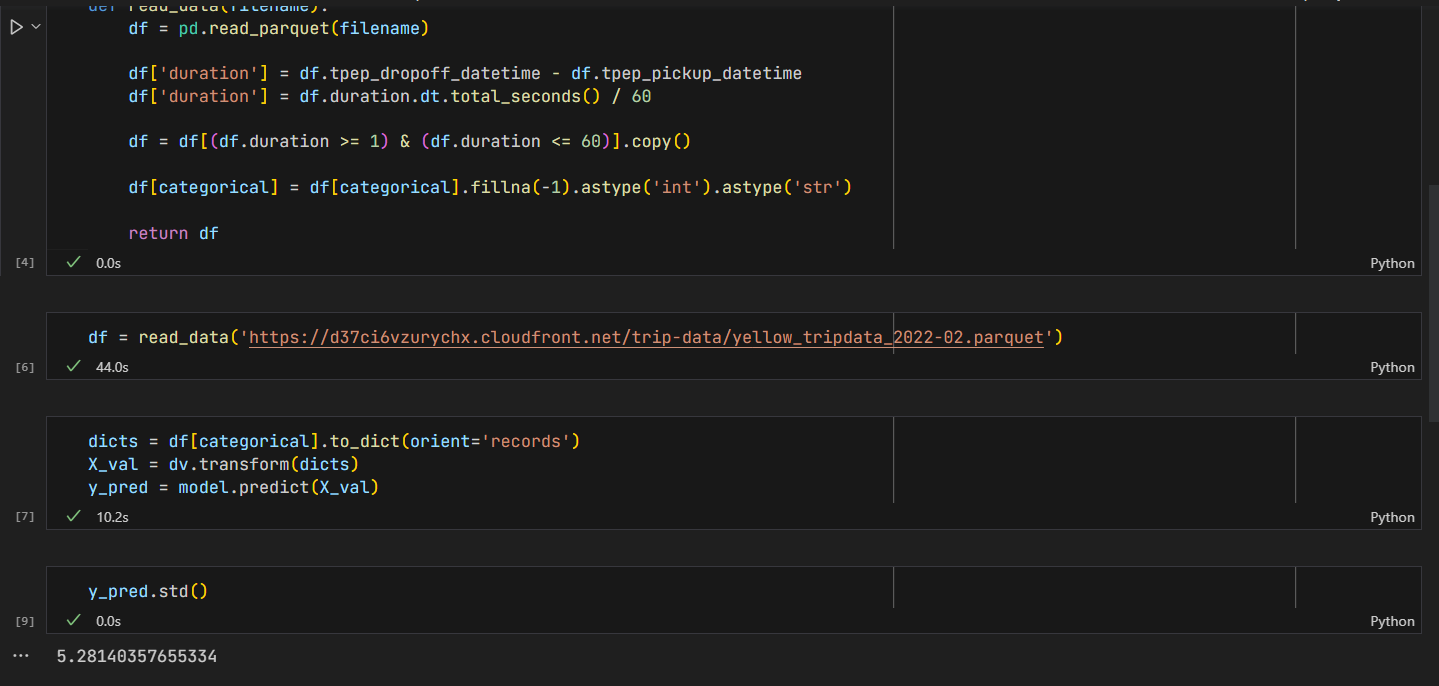 def read_data(filename):
df = pd.read_parquet(filename)
df['duration'] = df.tpep_dropoff_datetime - df.tpep_pickup_datetime
df['duration'] = df.duration.dt.total_seconds() / 60
df = df[(df.duration >= 1) & (df.duration <= 60)].copy()
df[categorical] = df[categorical].fillna(-1).astype('int').astype('str')
return df
[4] 0.0s Python
df = read_data('https://d37ci6vzurychx.cloudfront.net/trip-data/yellow_tripdata_2022-02.parquet')
[6] 44.0s Python
dicts = df[categorical].to_dict(orient='records')
X_val = dv.transform(dicts)
y_pred = model.predict(X_val)
[7] 10.2s Python
y_pred.std()
[9] 0.0s Python
... 5.28140357655334